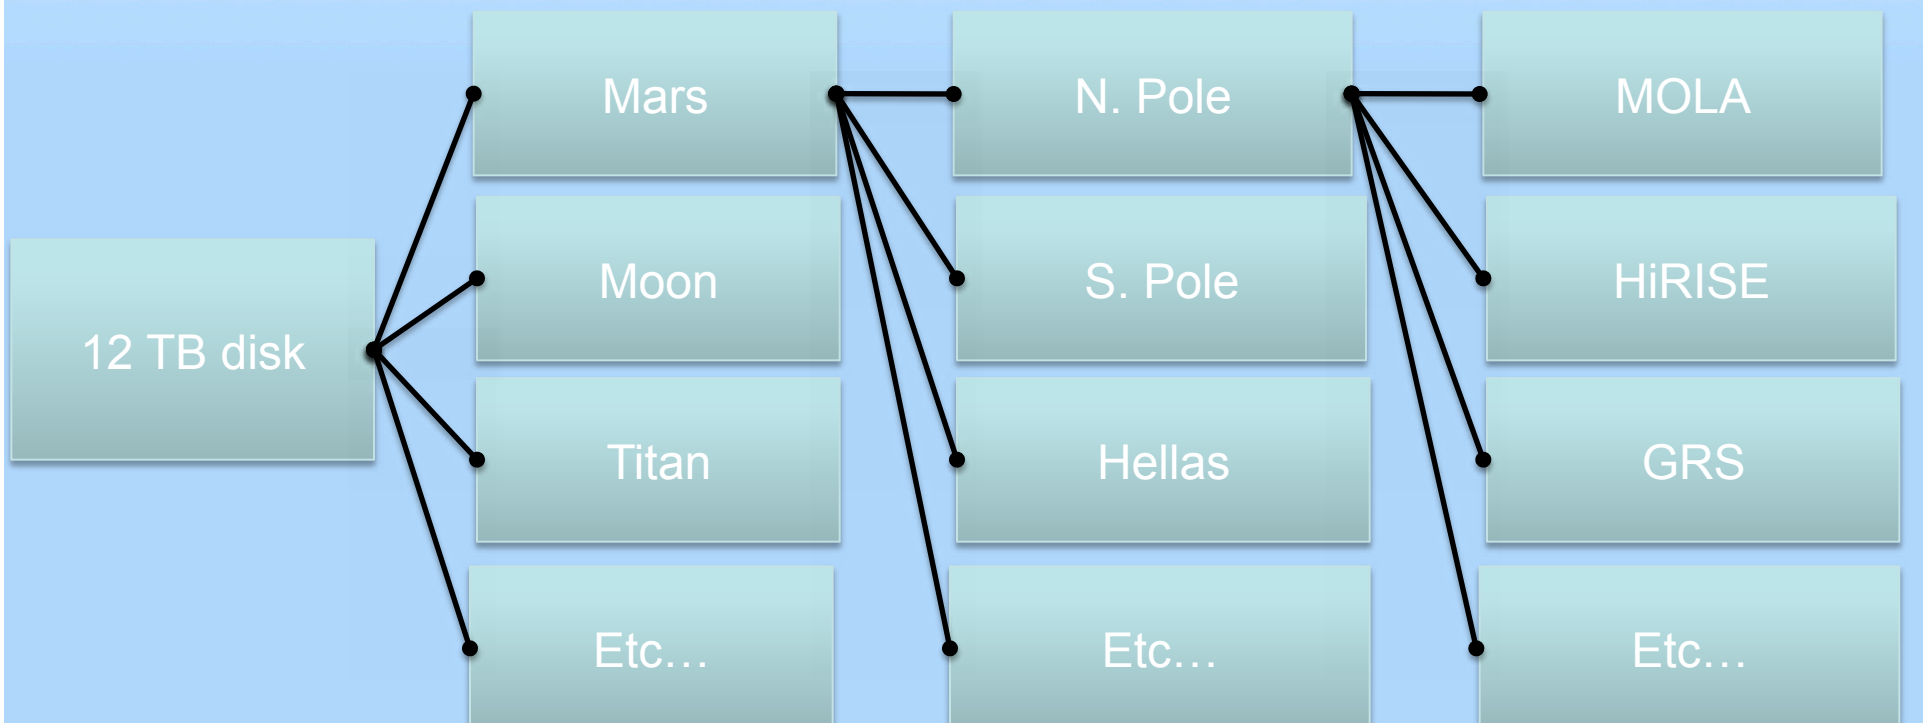 12 TB disk
Mars
Moon
Titan
Etc…
N. Pole
S. Pole
Hellas
Etc…
MOLA
HiRISE
GRS
Etc…